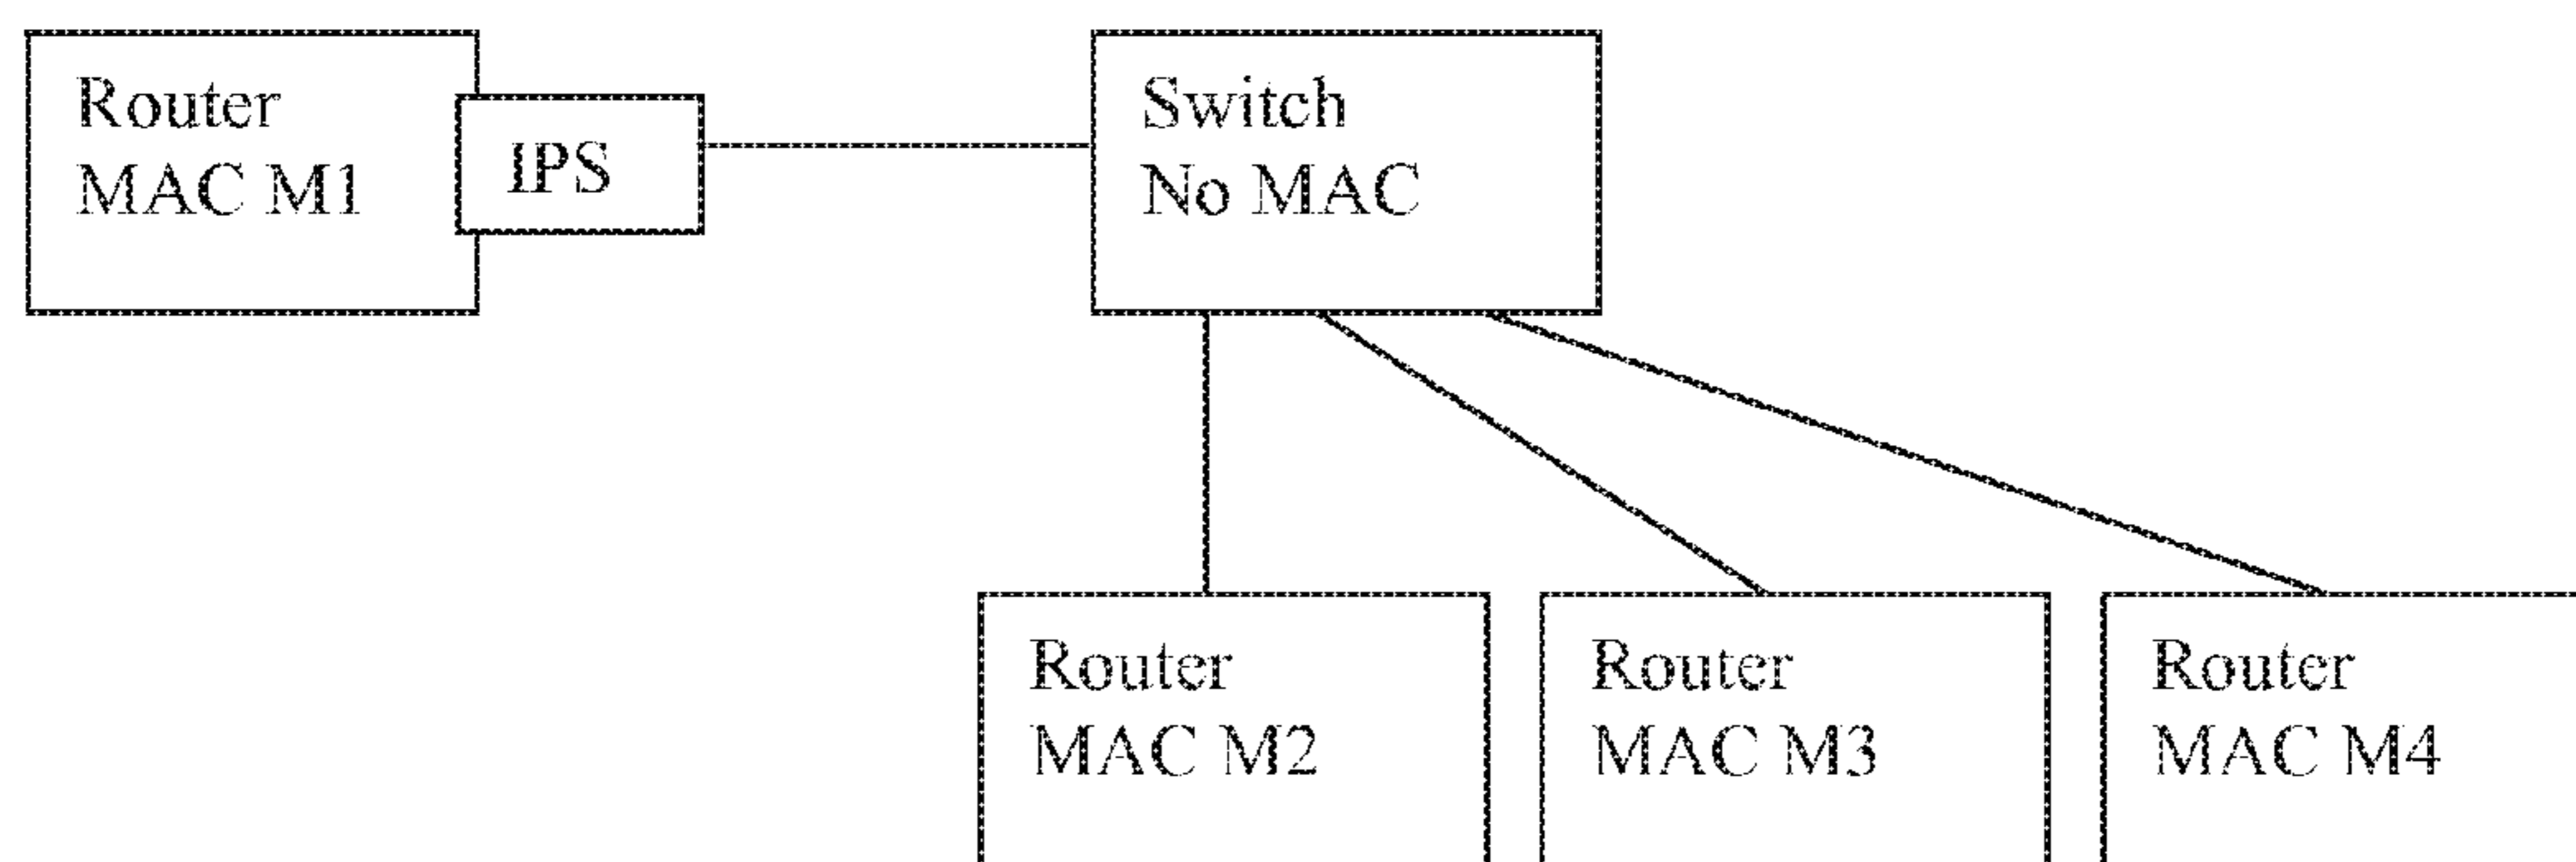 Router
MAC M1
IPS
Switch
No MAC
Router
MAC M2
Router
MAC M3
Router
MAC M4